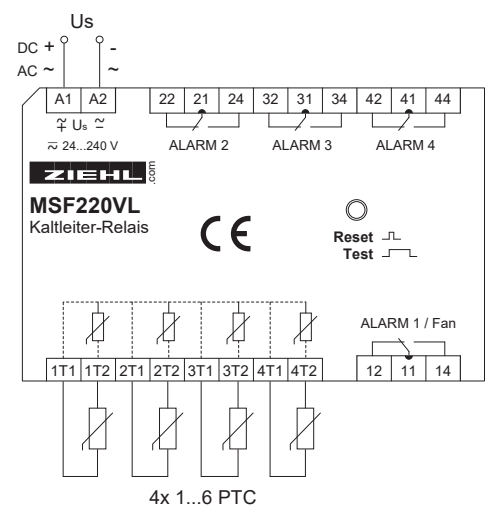 Us
DC + -
AC ~ ~
A1 A2 22 21 24 32 31 34 42 41 44
≂ Us ≂
≂ 24...240 V
ALARM 2 ALARM 3 ALARM 4
ZIEHL.com
MSF220VL
Kaltleiter-Relais
CE
Reset
Test
ALARM 1 / Fan
1T1 1T2 2T1 2T2 3T1 3T2 4T1 4T2 12 11 14
4x 1...6 PTC